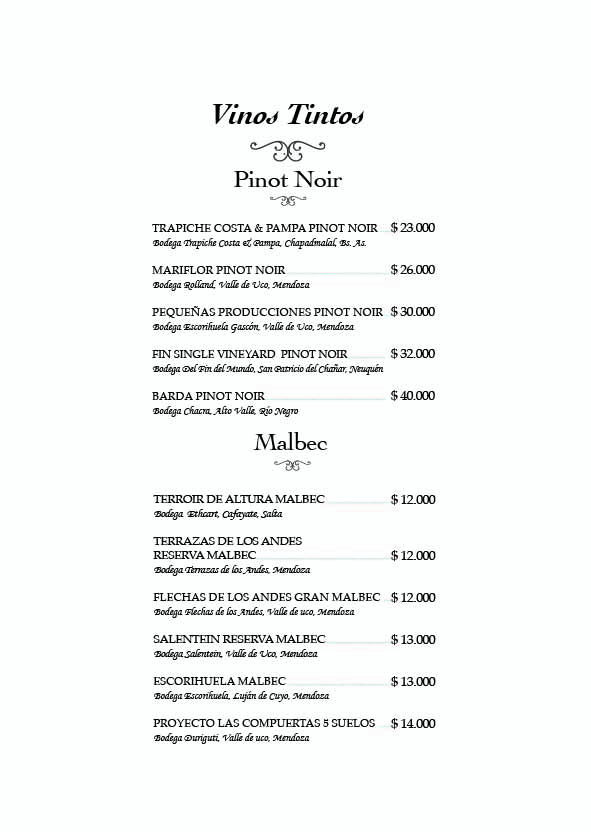 Vinos Tintos
Pinot Noir
TRAPICHE COSTA & PAMPA PINOT NOIR $ 23.000
Bodega Trapiche Costa & Pampa, Chapadmalal, Bs. As.
MARIFLOR PINOT NOIR $ 26.000
Bodega Rolland, Valle de Uco, Mendoza
PEQUEÑAS PRODUCCIONES PINOT NOIR $ 30.000
Bodega Escorihuela Gascón, Valle de Uco, Mendoza
FIN SINGLE VINEYARD PINOT NOIR $ 32.000
Bodega Del Fin del Mundo, San Patricio del Chañar, Neuquén
BARDA PINOT NOIR $ 40.000
Bodega Chacra, Alto Valle, Río Negro
Malbec
TERROIR DE ALTURA MALBEC $ 12.000
Bodega Ethcart, Cafayate, Salta
TERRAZAS DE LOS ANDES
RESERVA MALBEC $ 12.000
Bodega Terrazas de los Andes, Mendoza
FLECHAS DE LOS ANDES GRAN MALBEC $ 12.000
Bodega Flechas de los Andes, Valle de uco, Mendoza
SALENTEIN RESERVA MALBEC $ 13.000
Bodega Salentein, Valle de Uco, Mendoza
ESCORIHUELA MALBEC $ 13.000
Bodega Escorihuela, Luján de Cuyo, Mendoza
PROYECTO LAS COMPUERTAS 5 SUELOS $ 14.000
Bodega Durigutí, Valle de uco, Mendoza